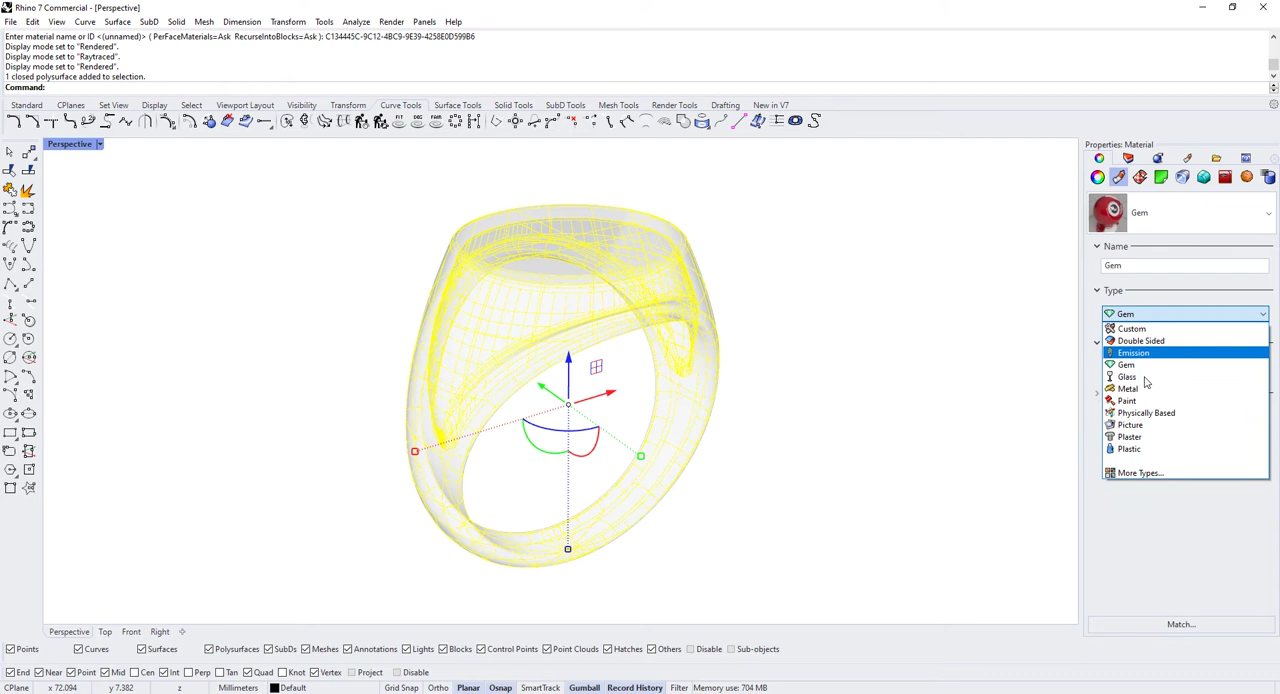 Rhino 7 Commercial - [Perspective]
File Edit View Curve Surface SubD Solid Mesh Dimension Transform Tools Analyze Render Panels Help
Enter material name or ID <(unnamed)> ( PerFaceMaterials=Ask RecurseIntoBlocks=Ask ): C134445C-9C12-4BC9-9E39-4258E0D599B6
Display mode set to "Rendered".
Display mode set to "Raytraced".
Display mode set to "Rendered".
1 closed polysurface added to selection.
Command:
Standard CPlanes Set View Display Select Viewport Layout Visibility Transform Curve Tools Surface Tools Solid Tools SubD Tools Mesh Tools Render Tools Drafting New in V7
Perspective
Properties: Material
Gem
Name
Gem
Type
Gem
Custom
Double Sided
Emission
Gem
Glass
Metal
Paint
Physically Based
Picture
Plaster
Plastic
More Types...
Match...
Perspective Top Front Right
Points Curves Surfaces Polysurfaces SubDs Meshes Annotations Lights Blocks Control Points Point Clouds Hatches Others Disable Sub-objects
End Near Point Mid Cen Int Perp Tan Quad Knot Vertex Project Disable
CPlane x 72.094 y 7.382 z Millimeters Default Grid Snap Ortho Planar Osnap SmartTrack Gumball Record History Filter Memory use: 704 MB